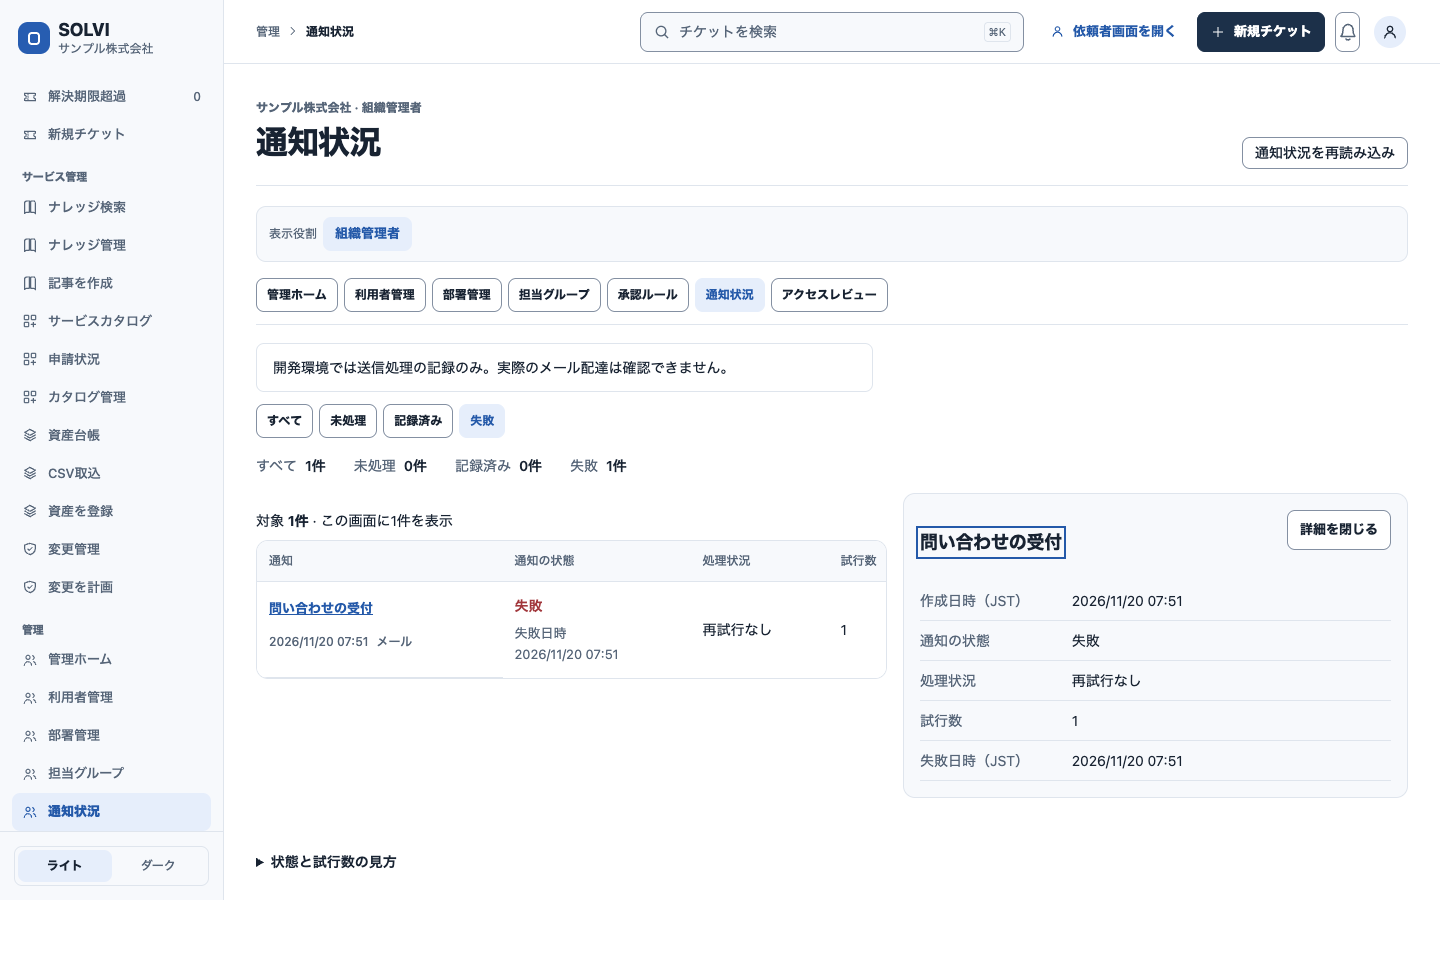 SOLVI
サンプル株式会社
解決期限超過 0
新規チケット
サービス管理
ナレッジ検索
ナレッジ管理
記事を作成
サービスカタログ
申請状況
カタログ管理
資産台帳
CSV取込
資産を登録
変更管理
変更を計画
管理
管理ホーム
利用者管理
部署管理
担当グループ
通知状況
ライト ダーク
管理 通知状況
チケットを検索 ⌘K
依頼者画面を開く
新規チケット
サンプル株式会社 · 組織管理者
通知状況
通知状況を再読み込み
表示役割 組織管理者
管理ホーム 利用者管理 部署管理 担当グループ 承認ルール 通知状況 アクセスレビュー
開発環境では送信処理の記録のみ。実際のメール配達は確認できません。
すべて 未処理 記録済み 失敗
すべて 1件 未処理 0件 記録済み 0件 失敗 1件
対象 1件 · この画面に1件を表示
通知 通知の状態 処理状況 試行数
問い合わせの受付
2026/11/20 07:51 メール
失敗
失敗日時
2026/11/20 07:51
再試行なし
1
問い合わせの受付
詳細を閉じる
作成日時（JST） 2026/11/20 07:51
通知の状態 失敗
処理状況 再試行なし
試行数 1
失敗日時（JST） 2026/11/20 07:51
状態と試行数の見方